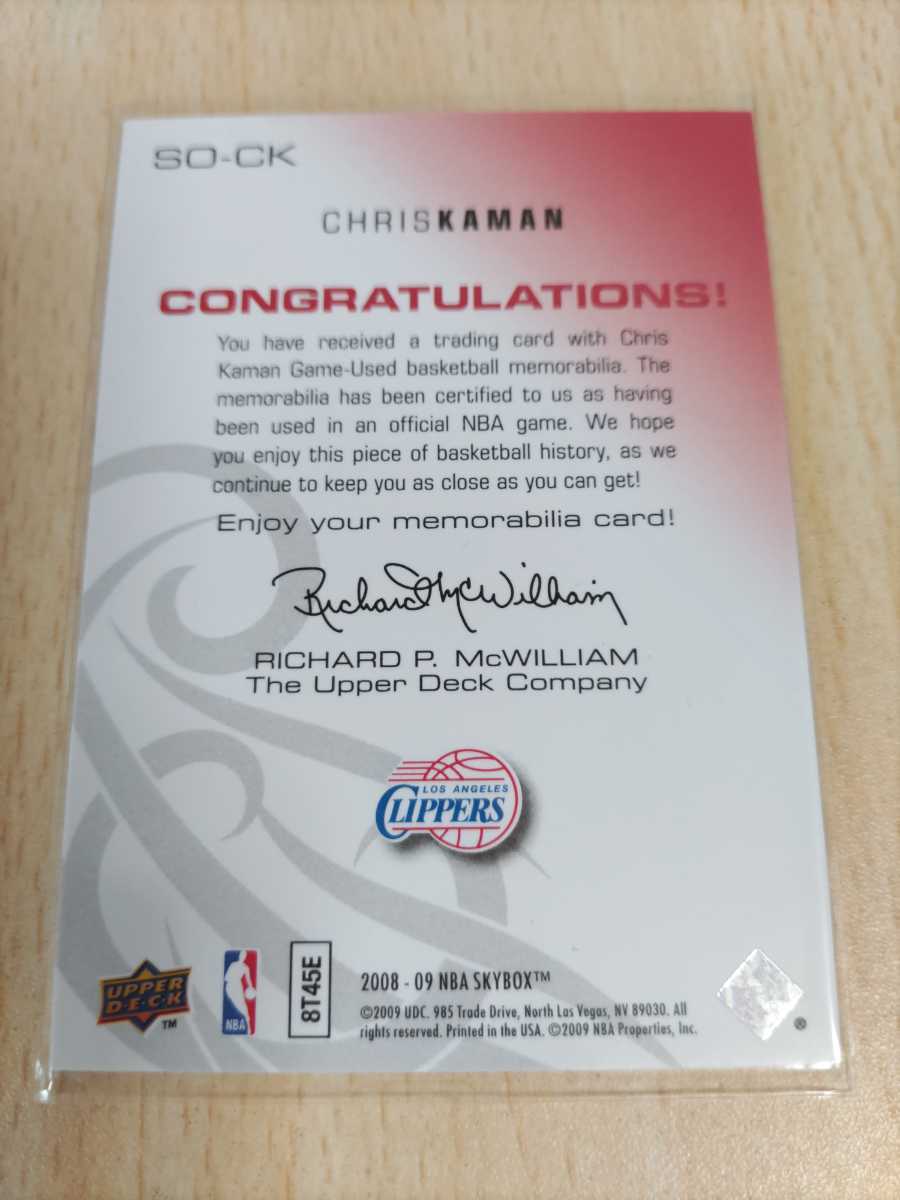 SO-CK
CHRISKAMAN
CONGRATULATIONS!
You have received a trading card with Chris
Kaman Game-Used basketball memorabilia. The
memorabilia has been certified to us as having
been used in an official NBA game. We hope
you enjoy this piece of basketball history, as we
continue to keep you as close as you can get!
Enjoy your memorabilia card!
Richard McWilliam
RICHARD P. McWILLIAM
The Upper Deck Company
LOS ANGELES
CLIPPERS
UPPER
D·E·C·K
TM
NBA
8T45E
2008 - 09 NBA SKYBOX™
©2009 UDC. 985 Trade Drive, North Las Vegas, NV 89030. All
rights reserved. Printed in the USA. ©2009 NBA Properties, Inc.
®